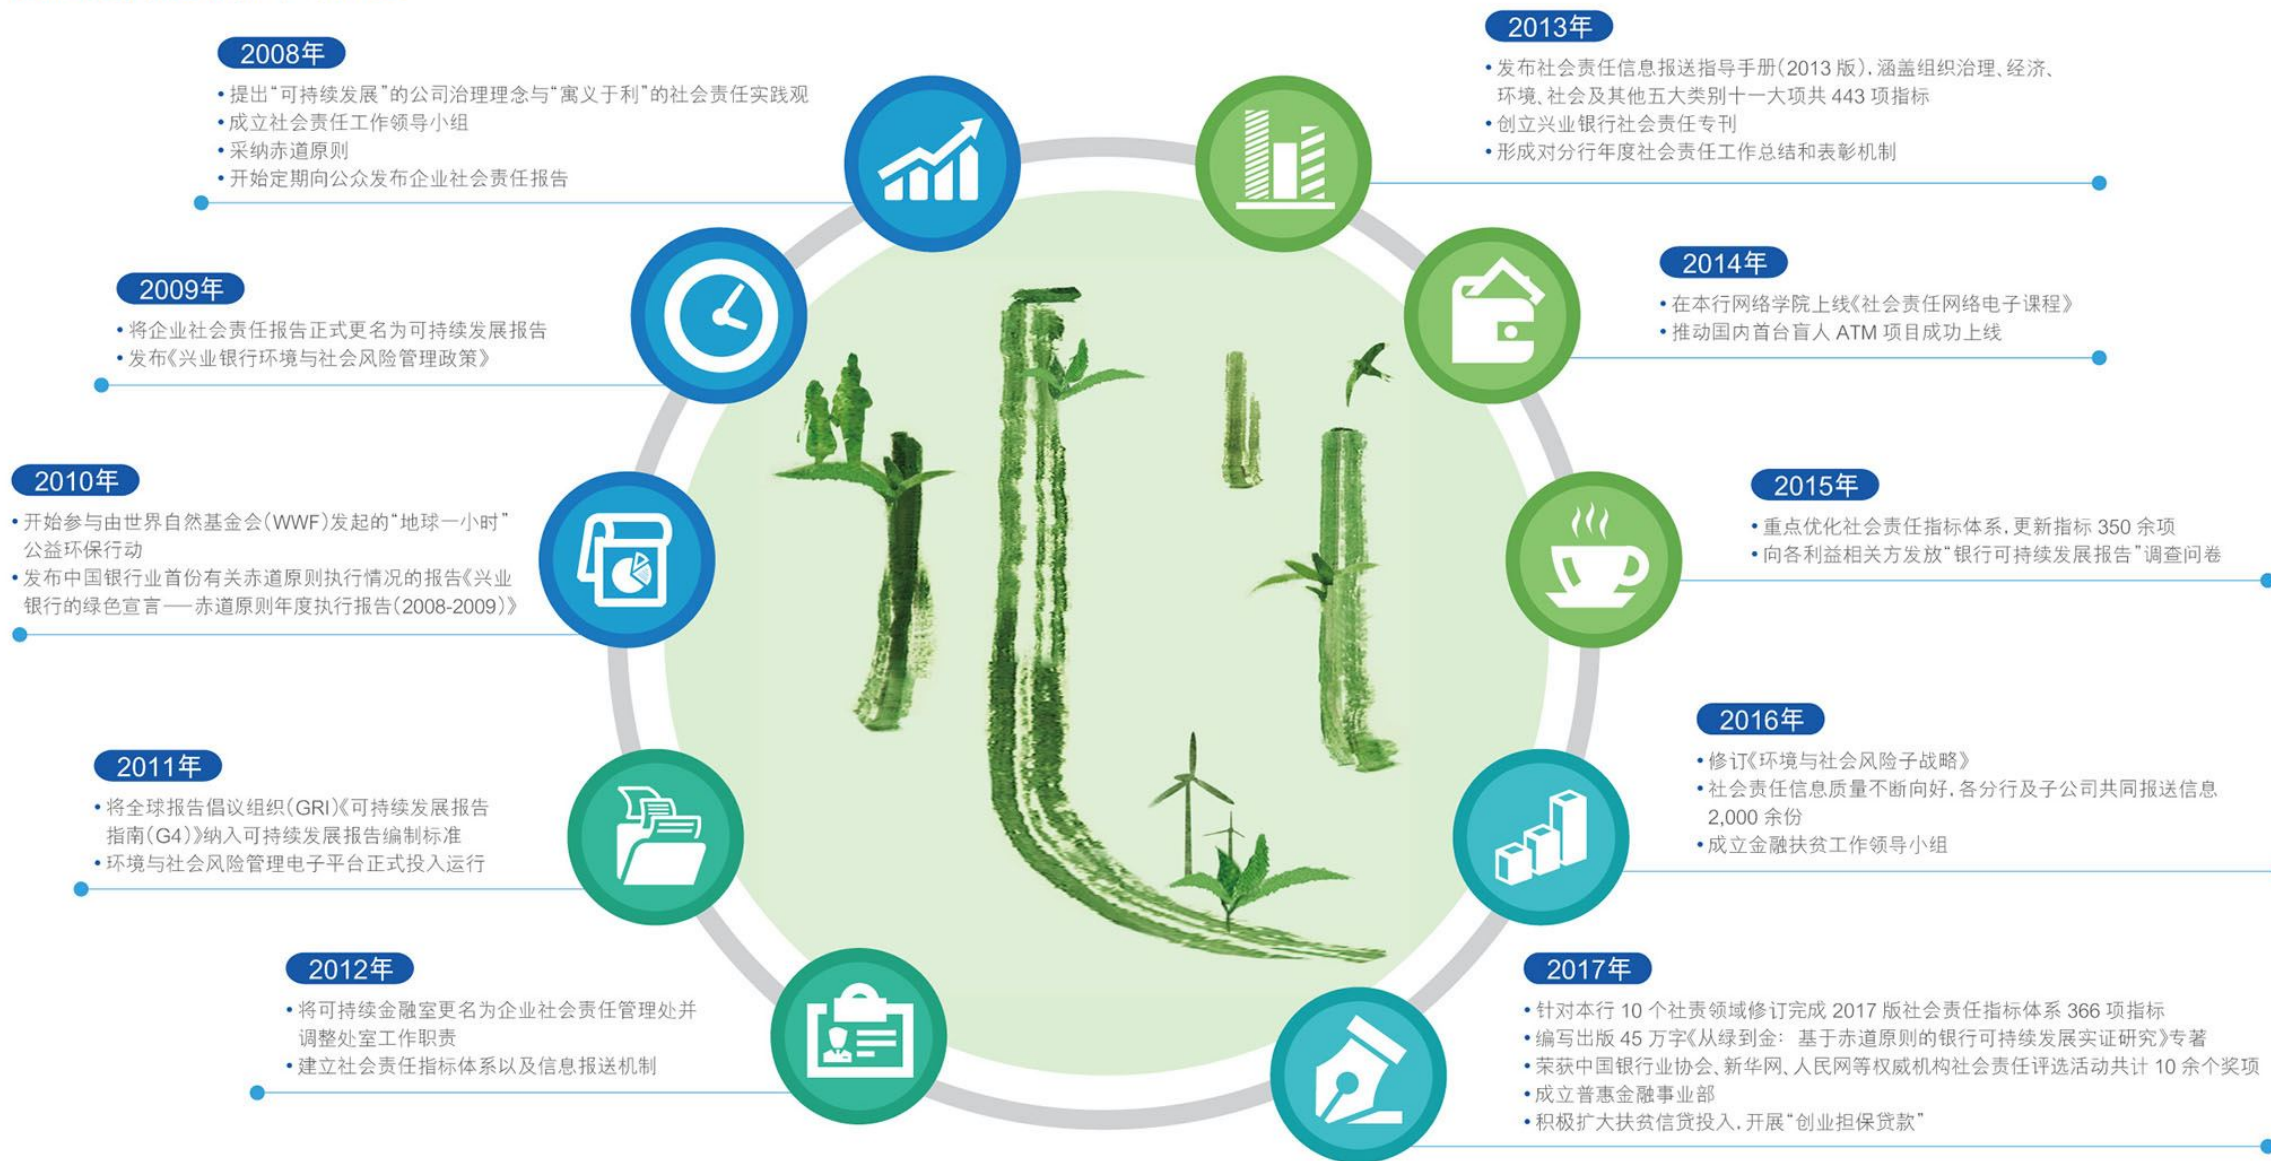 2008年
•提出“可持续发展”的公司治理理念与“寓义于利”的社会责任实践观
•成立社会责任工作领导小组
•采纳赤道原则
•开始定期向公众发布企业社会责任报告
2009年
•将企业社会责任报告正式更名为可持续发展报告
•发布《兴业银行环境与社会风险管理政策》
2010年
•开始参与由世界自然基金会(WWF)发起的“地球一小时”
公益环保行动
•发布中国银行业首份有关赤道原则执行情况的报告《兴业
银行的绿色宣言——赤道原则年度执行报告(2008-2009)》
2011年
•将全球报告倡议组织(GRI)《可持续发展报告
指南(G4)》纳入可持续发展报告编制标准
•环境与社会风险管理电子平台正式投入运行
2012年
•将可持续金融室更名为企业社会责任管理处并
调整处室工作职责
•建立社会责任指标体系以及信息报送机制
2013年
•发布社会责任信息报送指导手册(2013 版),涵盖组织治理、经济、
环境、社会及其他五大类别十一大项共 443 项指标
•创立兴业银行社会责任专刊
•形成对分行年度社会责任工作总结和表彰机制
2014年
•在本行网络学院上线《社会责任网络电子课程》
•推动国内首台盲人 ATM 项目成功上线
2015年
•重点优化社会责任指标体系,更新指标 350 余项
•向各利益相关方发放“银行可持续发展报告”调查问卷
2016年
•修订《环境与社会风险子战略》
•社会责任信息质量不断向好,各分行及子公司共同报送信息
2,000 余份
•成立金融扶贫工作领导小组
2017年
•针对本行 10 个社责领域修订完成 2017 版社会责任指标体系 366 项指标
•编写出版 45 万字《从绿到金: 基于赤道原则的银行可持续发展实证研究》专著
•荣获中国银行业协会、新华网、人民网等权威机构社会责任评选活动共计 10 余个奖项
•成立普惠金融事业部
•积极扩大扶贫信贷投入,开展“创业担保贷款”